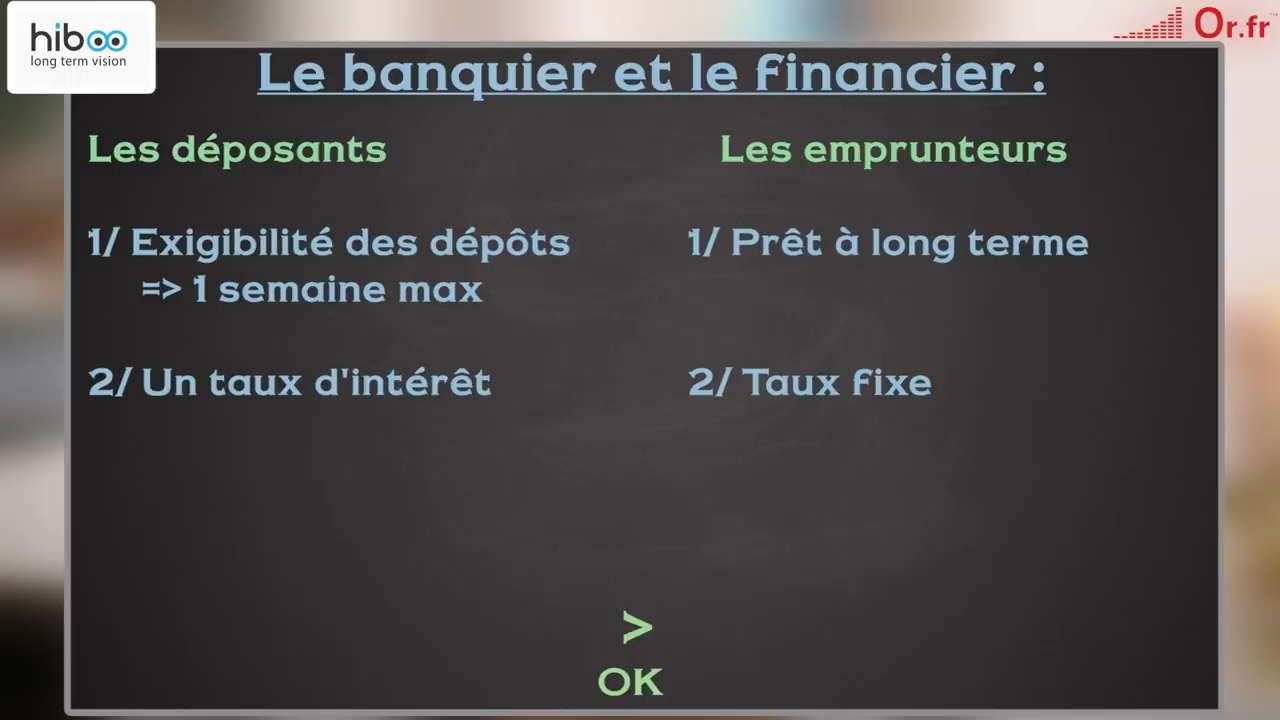 hiboo
long term vision
Or.fr
Le banquier et le financier :
Les déposants
Les emprunteurs
1/ Exigibilité des dépôts
=> 1 semaine max
1/ Prêt à long terme
2/ Un taux d'intérêt
2/ Taux fixe
>
OK